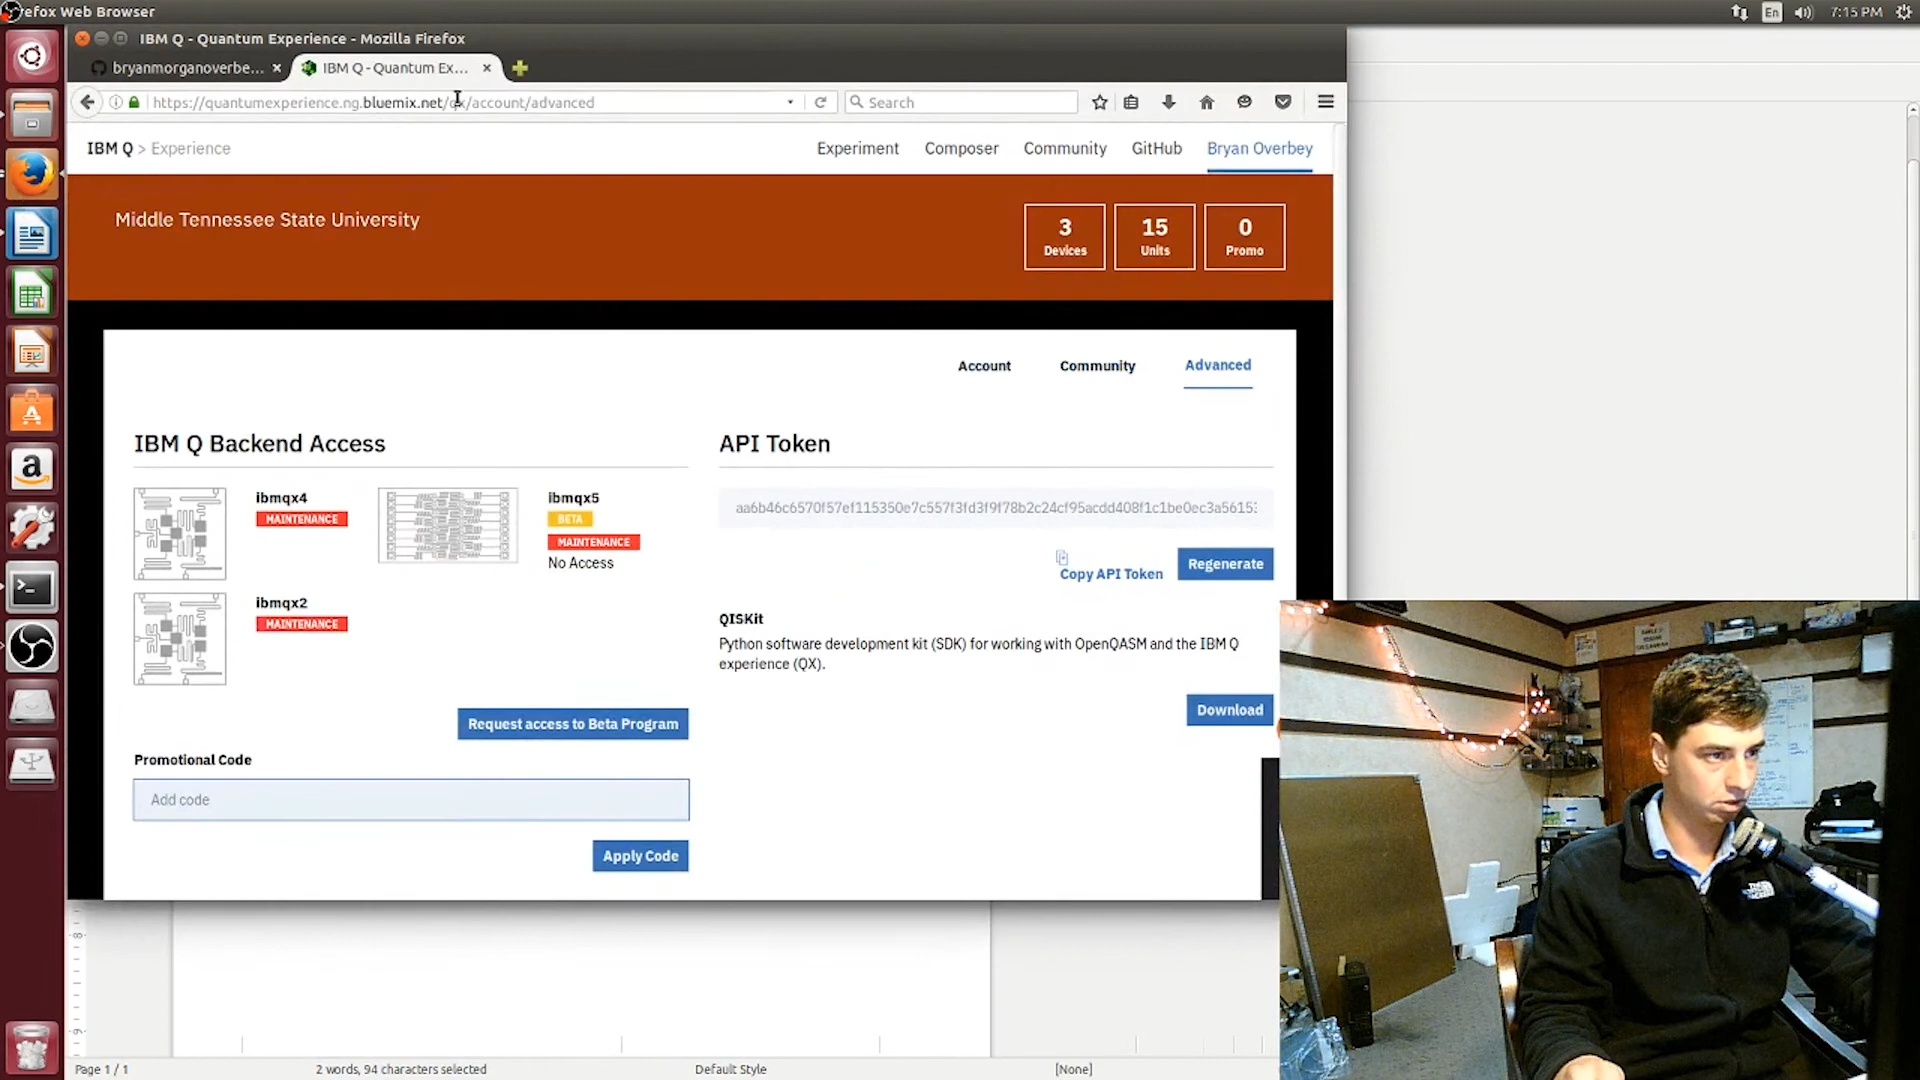 refox Web Browser
En
7:15 PM
IBM Q - Quantum Experience - Mozilla Firefox
bryanmorganoverbe...
IBM Q - Quantum Ex...
https://quantumexperience.ng.bluemix.net/qx/account/advanced
Search
IBM Q > Experience
Experiment
Composer
Community
GitHub
Bryan Overbey
Middle Tennessee State University
3
Devices
15
Units
0
Promo
Account
Community
Advanced
IBM Q Backend Access
ibmqx4
MAINTENANCE
ibmqx5
BETA
MAINTENANCE
No Access
ibmqx2
MAINTENANCE
Request access to Beta Program
Promotional Code
Add code
Apply Code
API Token
aa6b46c6570f57ef115350e7c557f3fd3f9f78b2c24cf95acdd408f1c1be0ec3a5615
Copy API Token
Regenerate
QISKit
Python software development kit (SDK) for working with OpenQASM and the IBM Q
experience (QX).
Download
Page 1 / 1
2 words, 94 characters selected
Default Style
[None]